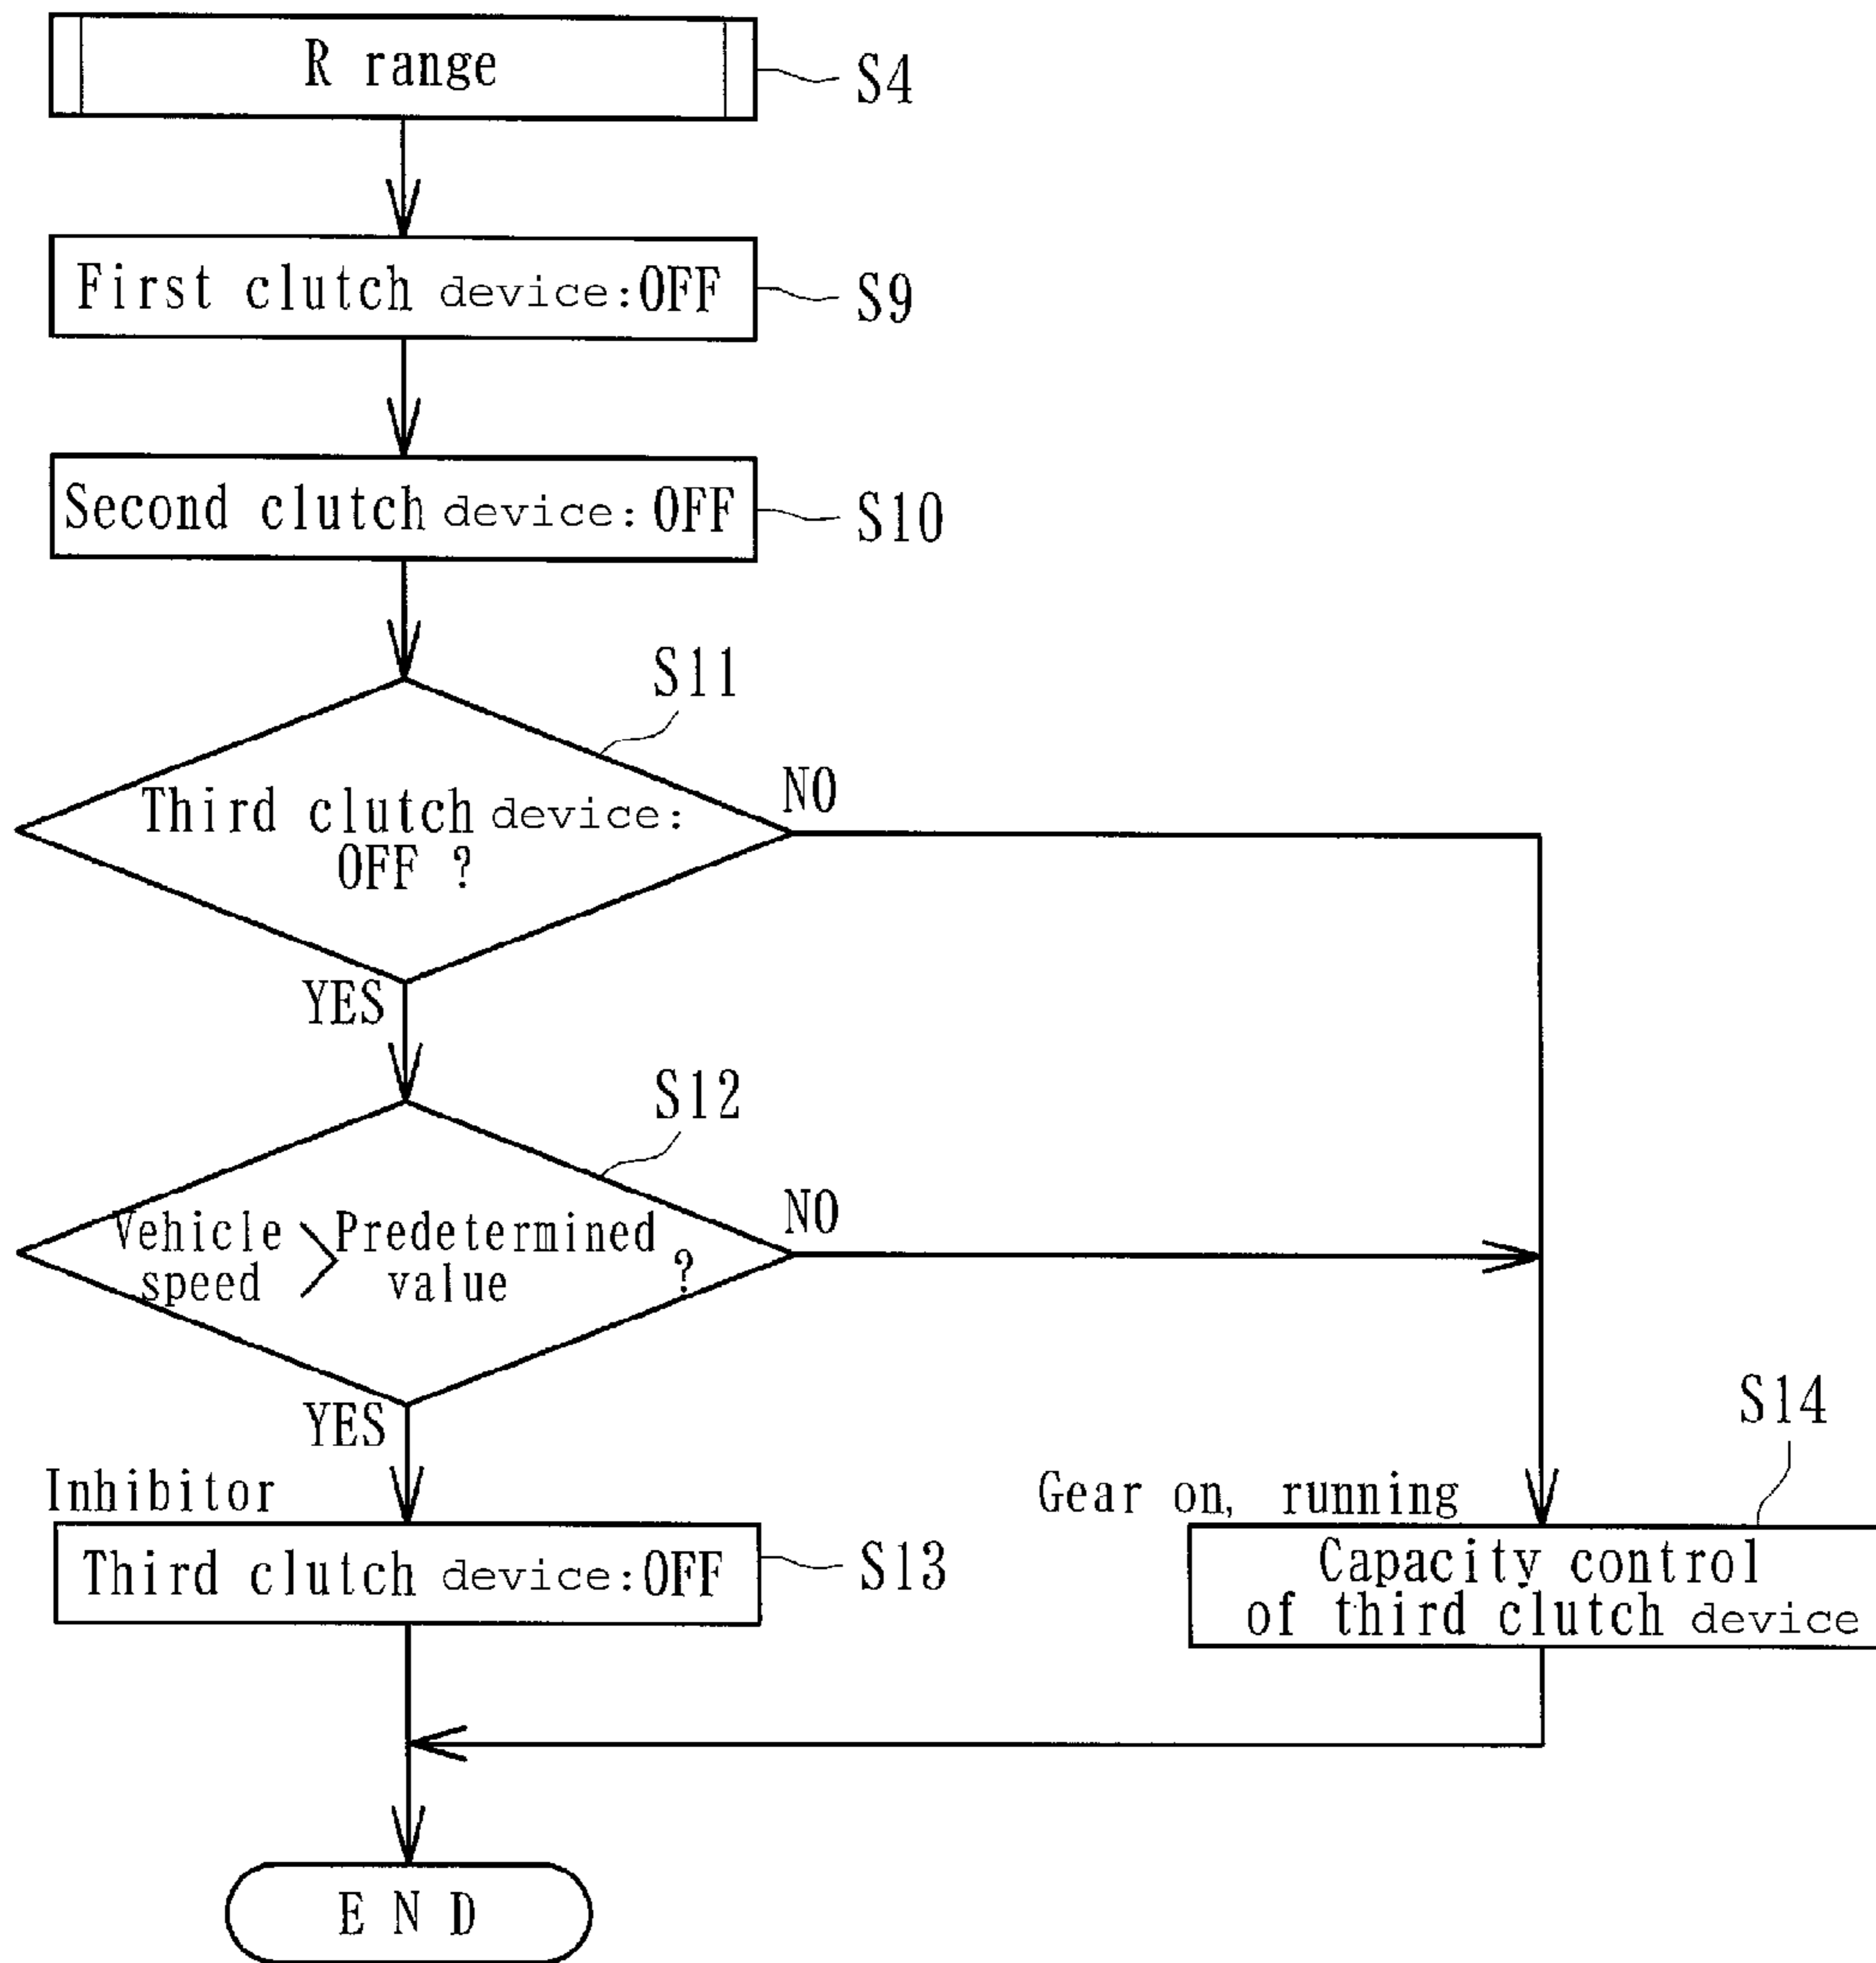 R range
S4
First clutch device:OFF
S9
Second clutch device: OFF
S10
S11
Third clutch device:
OFF ?
NO
YES
S12
Vehicle > Predetermined
speed value ?
NO
YES
S14
Inhibitor
Gear on, running
Third clutch device:OFF
S13
Capacity control
of third clutch device
END